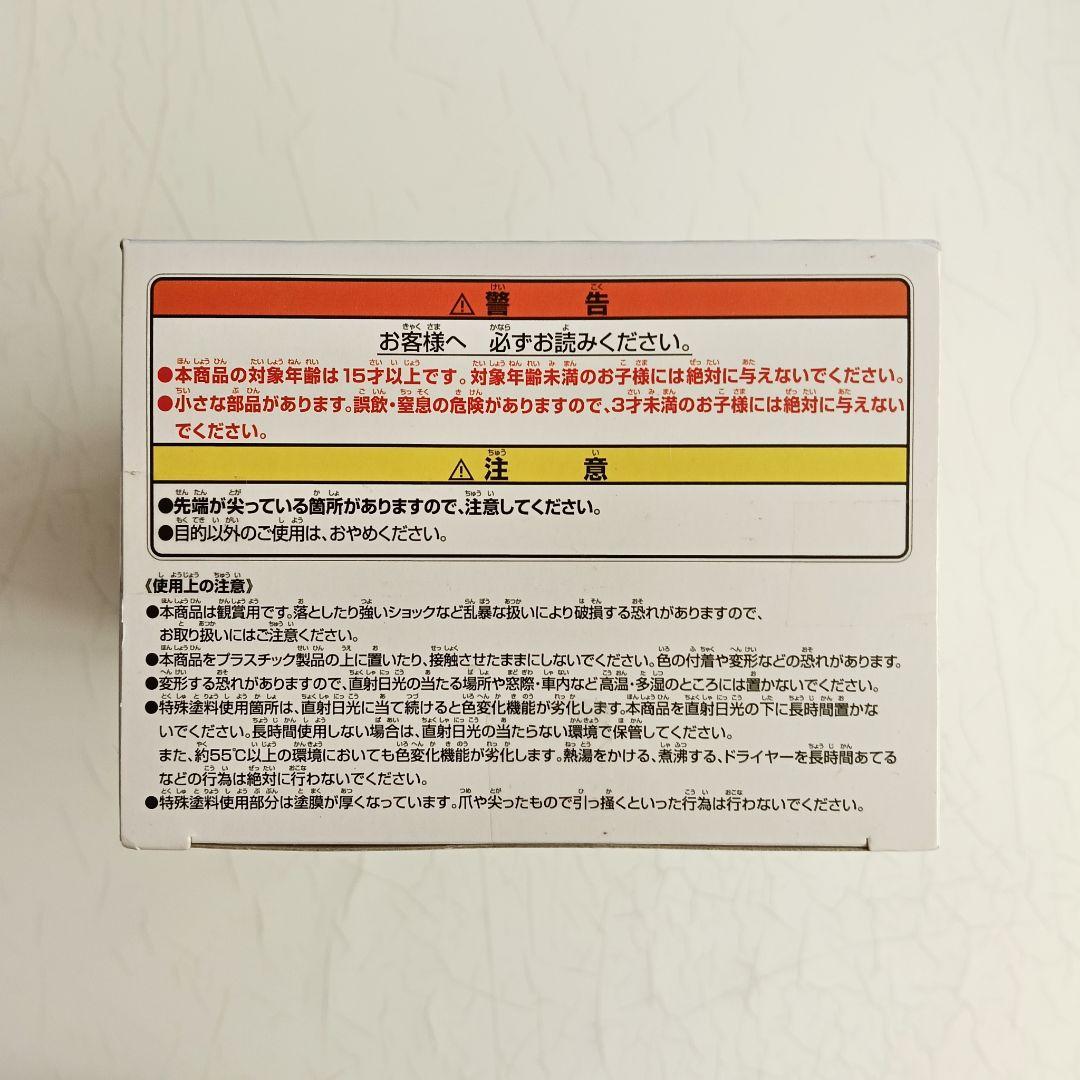 ⚠警告
お客様へ 必ずお読みください。
●本商品の対象年齢は15才以上です。対象年齢未満のお子様には絶対に与えないでください。
●小さな部品があります。誤飲・窒息の危険がありますので、3才未満のお子様には絶対に与えない
でください。
⚠注意
●先端が尖っている箇所がありますので、注意してください。
●目的以外のご使用は、おやめください。
《使用上の注意》
●本商品は観賞用です。落としたり強いショックなど乱暴な扱いにより破損する恐れがありますので、
お取り扱いにはご注意ください。
●本商品をプラスチック製品の上に置いたり、接触させたままにしないでください。色の付着や変形などの恐れがあります。
●変形する恐れがありますので、直射日光の当たる場所や窓際・車内など高温・多湿のところには置かないでください。
●特殊塗料使用箇所は、直射日光に当て続けると色変化機能が劣化します。本商品を直射日光の下に長時間置かな
いでください。長時間使用しない場合は、直射日光の当たらない環境で保管してください。
また、約55℃以上の環境においても色変化機能が劣化します。熱湯をかける、煮沸する、ドライヤーを長時間あてる
などの行為は絶対に行わないでください。
●特殊塗料使用部分は塗膜が厚くなっています。爪や尖ったもので引っ掻くといった行為は行わないでください。